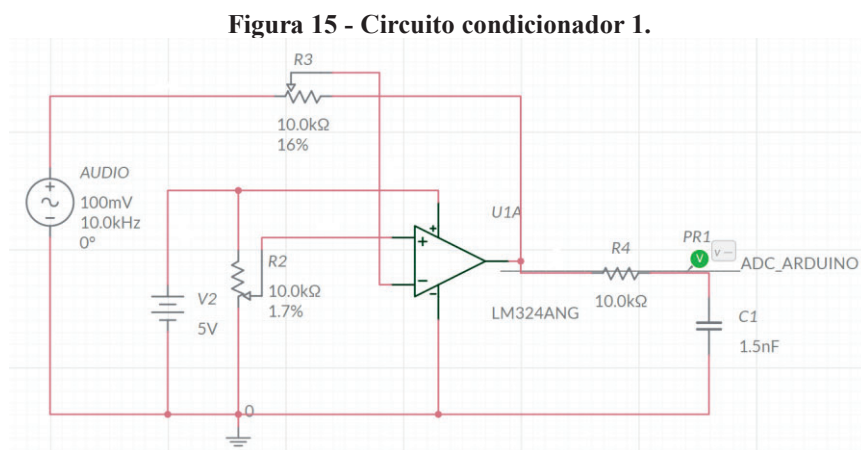 Figura 15 - Circuito condicionador 1.
R3
10.0kΩ
16%
AUDIO
100mV
10.0kHz
0°
U1A
R4
PR1
V
v —
ADC_ARDUINO
R2
10.0kΩ
1.7%
10.0kΩ
V2
5V
LM324ANG
C1
1.5nF
0